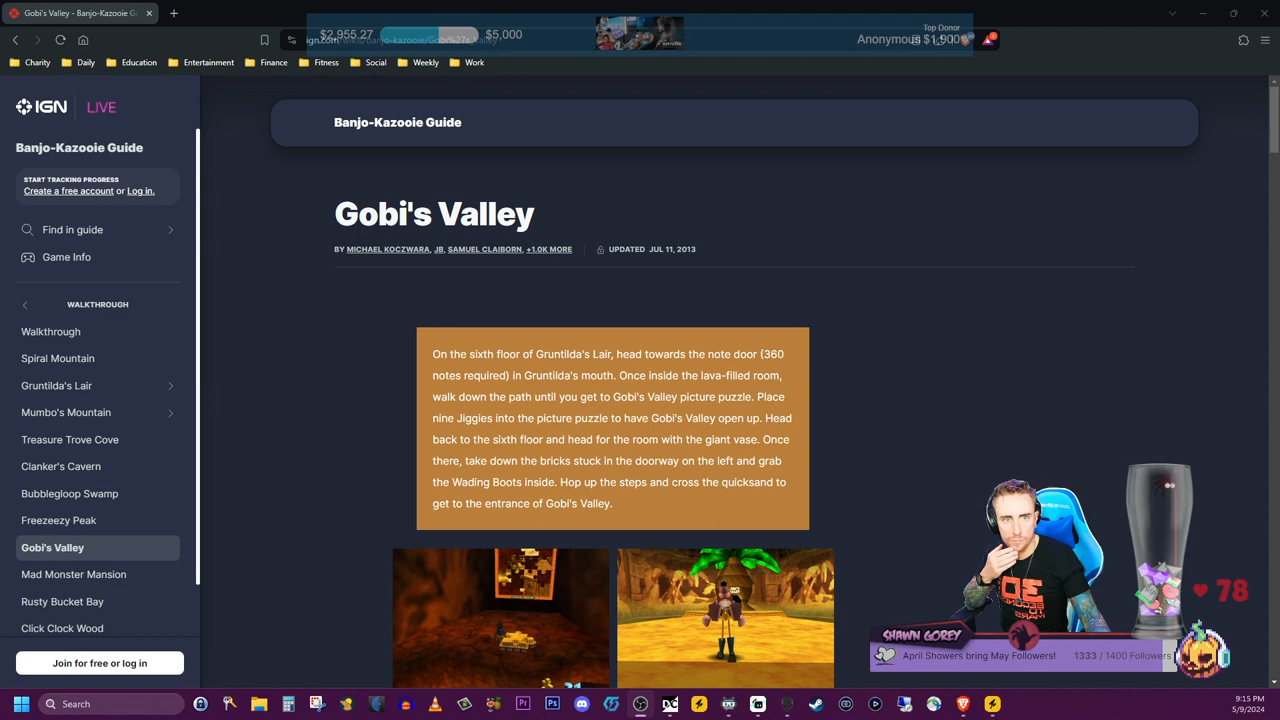 Gobi's Valley - Banjo-Kazooie G
$2,955.27
$5,000
Top Donor
Anonymous $1,900
ign.com/wikis/banjo-kazooie/Gobi%27s_Valley
Charity
Daily
Education
Entertainment
Finance
Fitness
Social
Weekly
Work
IGN LIVE
Banjo-Kazooie Guide
START TRACKING PROGRESS
Create a free account or Log in.
Find in guide
Game Info
WALKTHROUGH
Walkthrough
Spiral Mountain
Gruntilda's Lair
Mumbo's Mountain
Treasure Trove Cove
Clanker's Cavern
Bubblegloop Swamp
Freezeezy Peak
Gobi's Valley
Mad Monster Mansion
Rusty Bucket Bay
Click Clock Wood
Join for free or log in
Banjo-Kazooie Guide
Gobi's Valley
BY MICHAEL KOCZWARA, JB, SAMUEL CLAIBORN, +1.0K MORE
UPDATED JUL 11, 2013
On the sixth floor of Gruntilda's Lair, head towards the note door (360
notes required) in Gruntilda's mouth. Once inside the lava-filled room,
walk down the path until you get to Gobi's Valley picture puzzle. Place
nine Jiggies into the picture puzzle to have Gobi's Valley open up. Head
back to the sixth floor and head for the room with the giant vase. Once
there, take down the bricks stuck in the doorway on the left and grab
the Wading Boots inside. Hop up the steps and cross the quicksand to
get to the entrance of Gobi's Valley.
78
SHAWN GOREY
April Showers bring May Followers!
1333 / 1400 Followers
Search
9:15 PM
5/9/2024